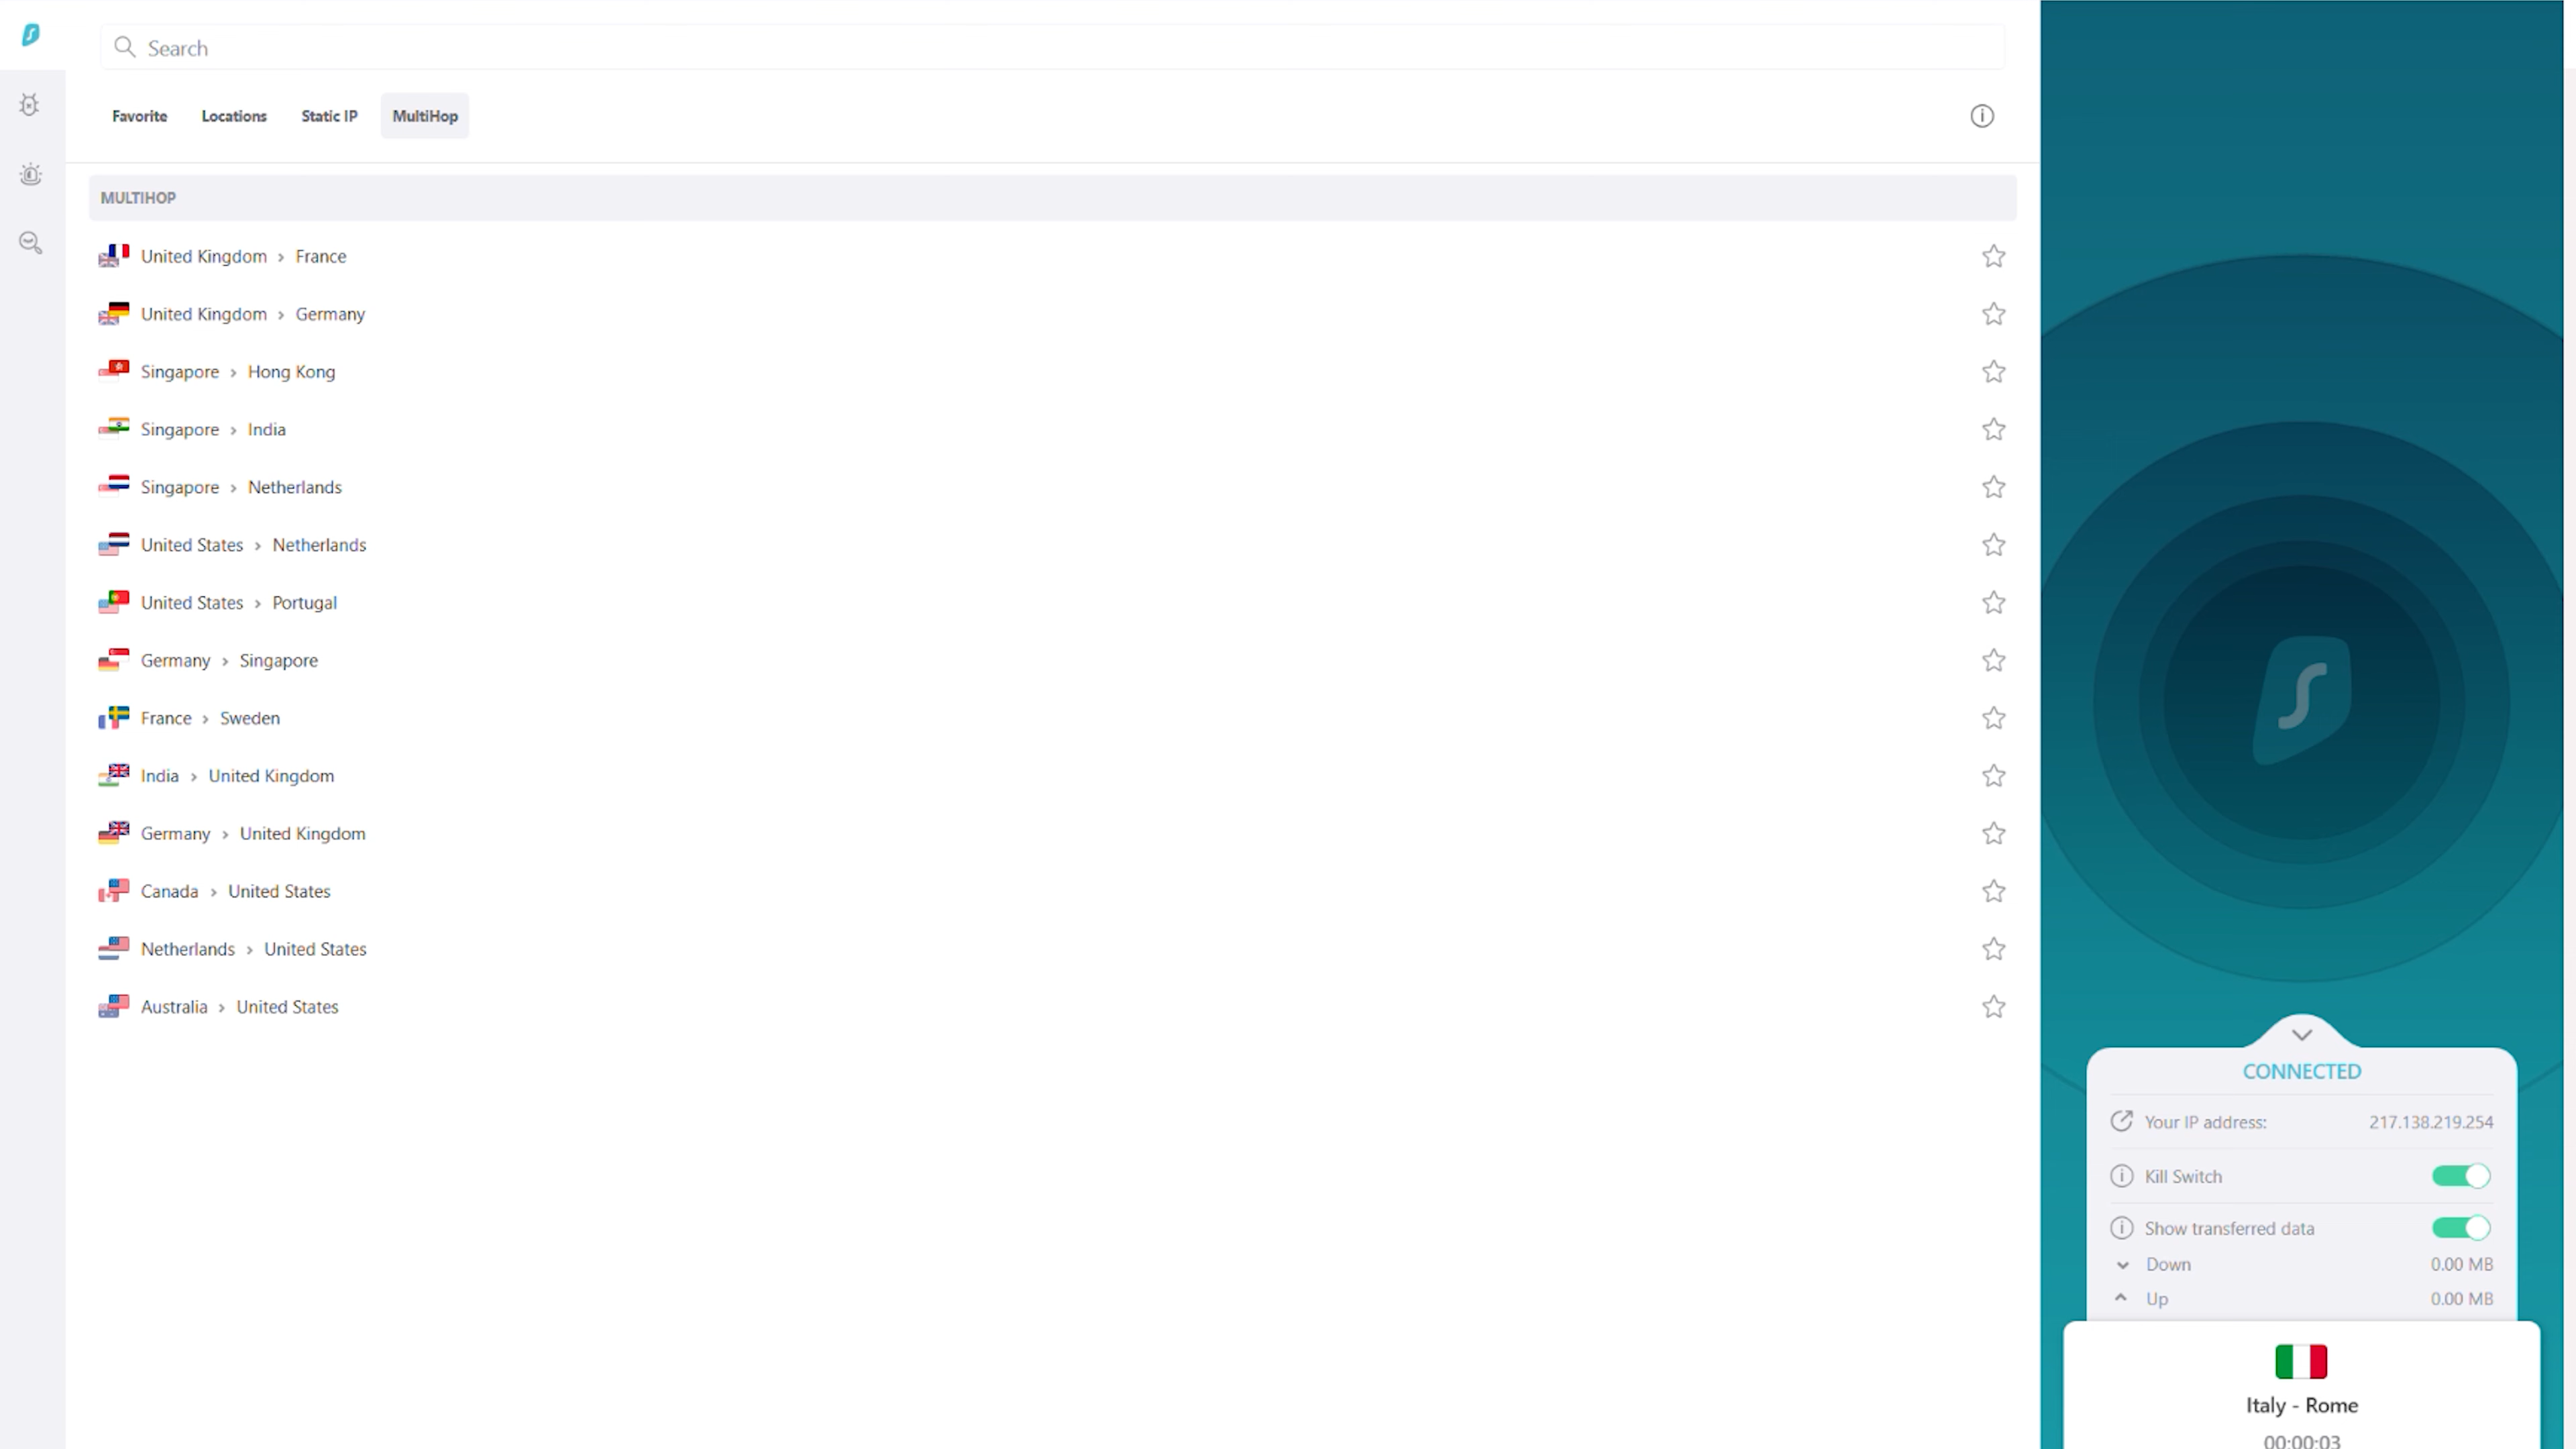 Search
Favorite Locations Static IP MultiHop
MULTIHOP
United Kingdom › France
United Kingdom › Germany
Singapore › Hong Kong
Singapore › India
Singapore › Netherlands
United States › Netherlands
United States › Portugal
Germany › Singapore
France › Sweden
India › United Kingdom
Germany › United Kingdom
Canada › United States
Netherlands › United States
Australia › United States
CONNECTED
Your IP address: 217.138.219.254
Kill Switch
Show transferred data
Down 0.00 MB
Up 0.00 MB
Italy - Rome
00:00:03